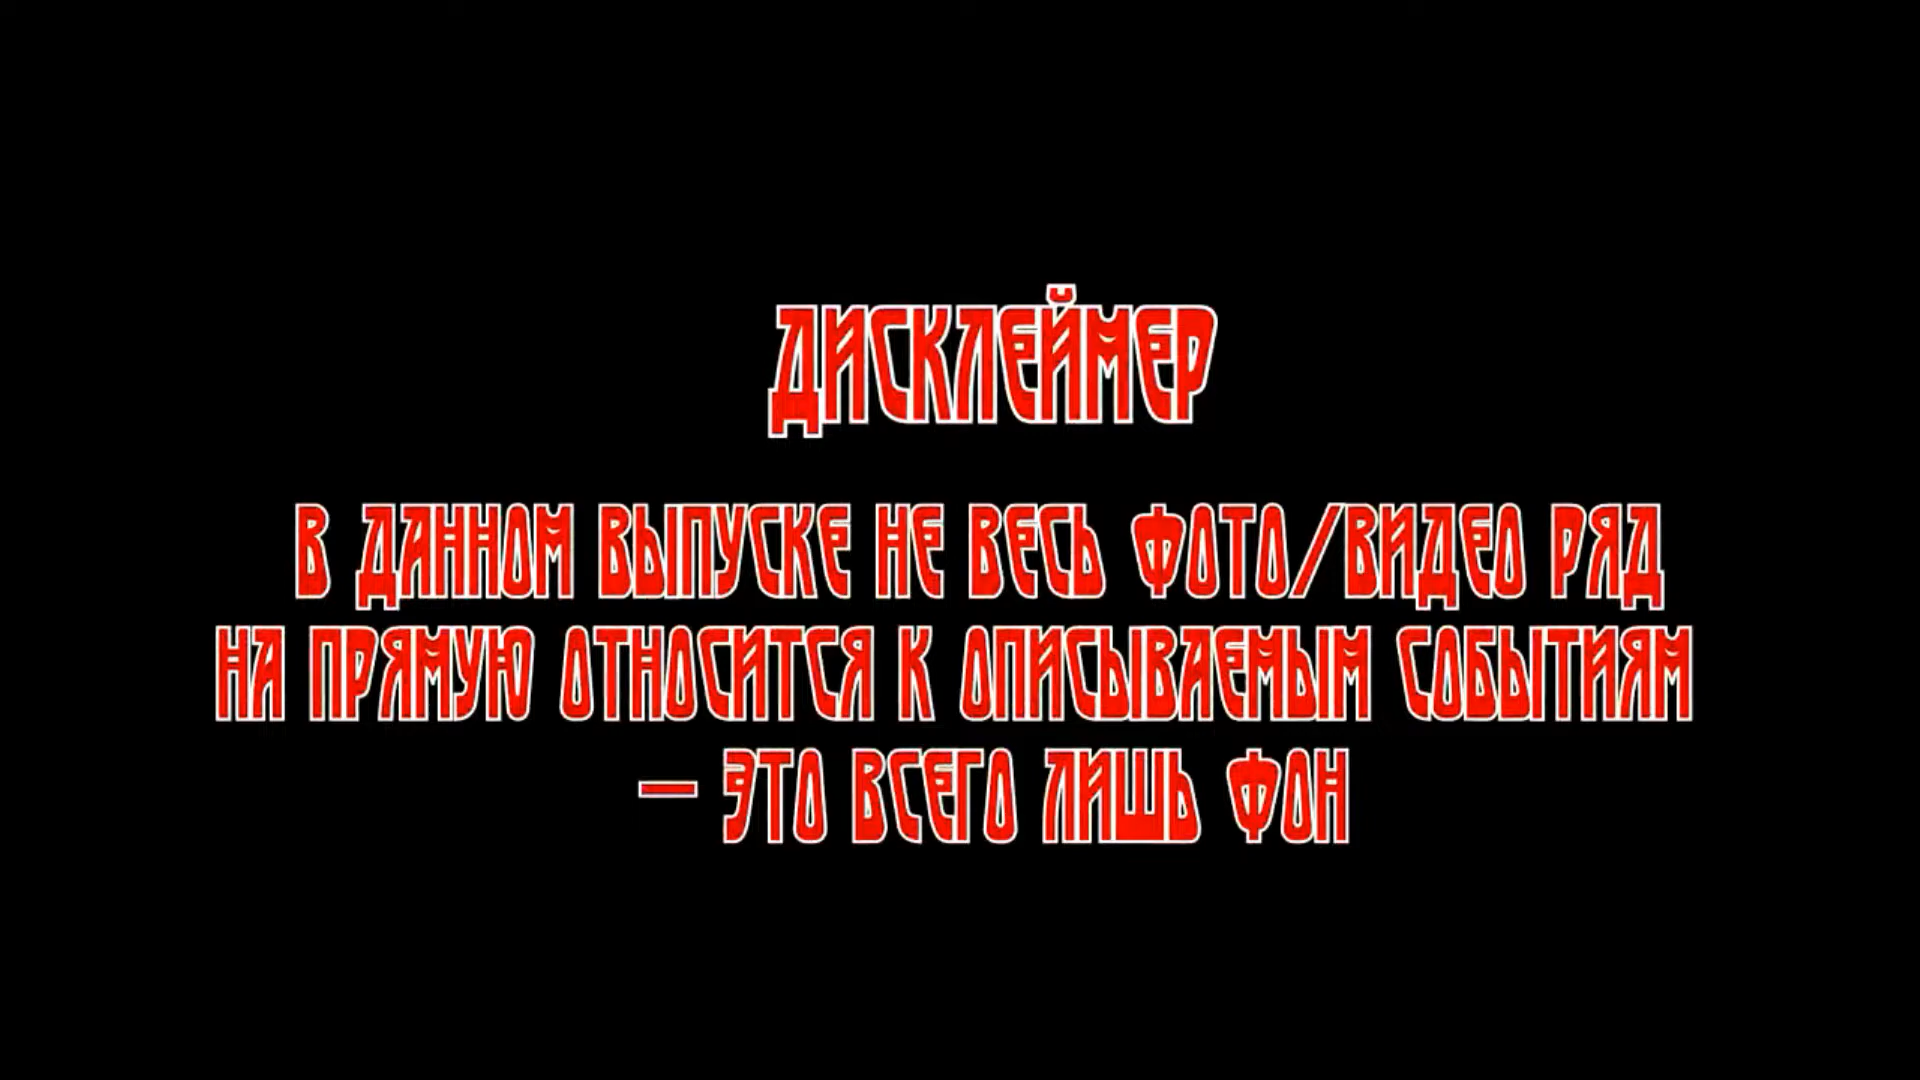 ДИСКЛЕЙМЕР
В ДАННОМ ВЫПУСКЕ НЕ ВЕСЬ ФОТО/ВИДЕО РЯД
НА ПРЯМУЮ ОТНОСИТСЯ К ОПИСЫВАЕМЫМ СОБЫТИЯМ
— ЭТО ВСЕГО ЛИШЬ ФОН